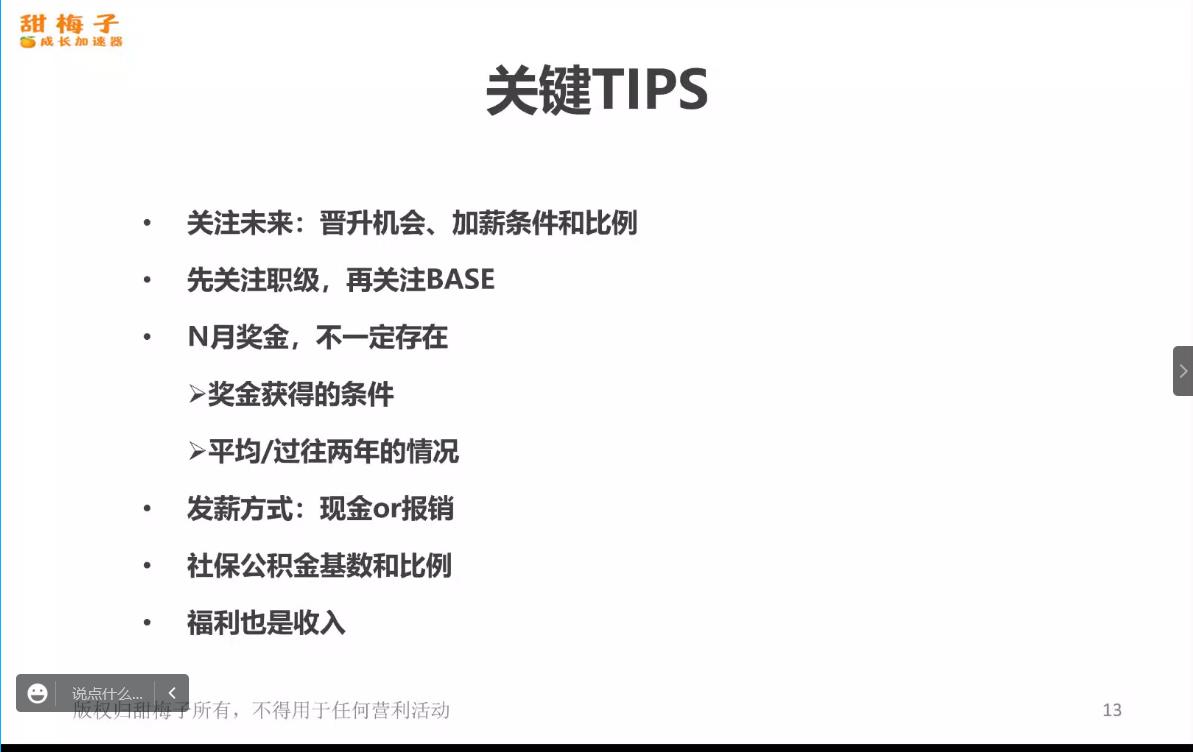 甜梅子
成长加速器
关键TIPS
• 关注未来：晋升机会、加薪条件和比例
• 先关注职级，再关注BASE
• N月奖金，不一定存在
➢奖金获得的条件
➢平均/过往两年的情况
• 发薪方式：现金or报销
• 社保公积金基数和比例
• 福利也是收入
说点什么...
版权归甜梅子所有，不得用于任何营利活动
13